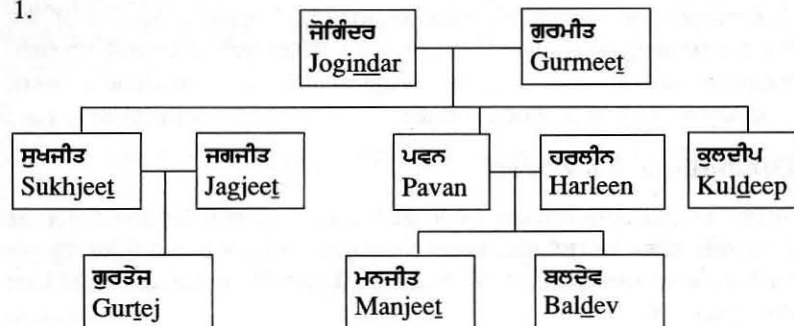 1.
ਜੋਗਿੰਦਰ
Jogindar
ਗੁਰਮੀਤ
Gurmeet
ਸੁਖਜੀਤ
Sukhjeet
ਜਗਜੀਤ
Jagjeet
ਪਵਨ
Pavan
ਹਰਲੀਨ
Harleen
ਕੁਲਦੀਪ
Kuldeep
ਗੁਰਤੇਜ
Gurtej
ਮਨਜੀਤ
Manjeet
ਬਲਦੇਵ
Baldev